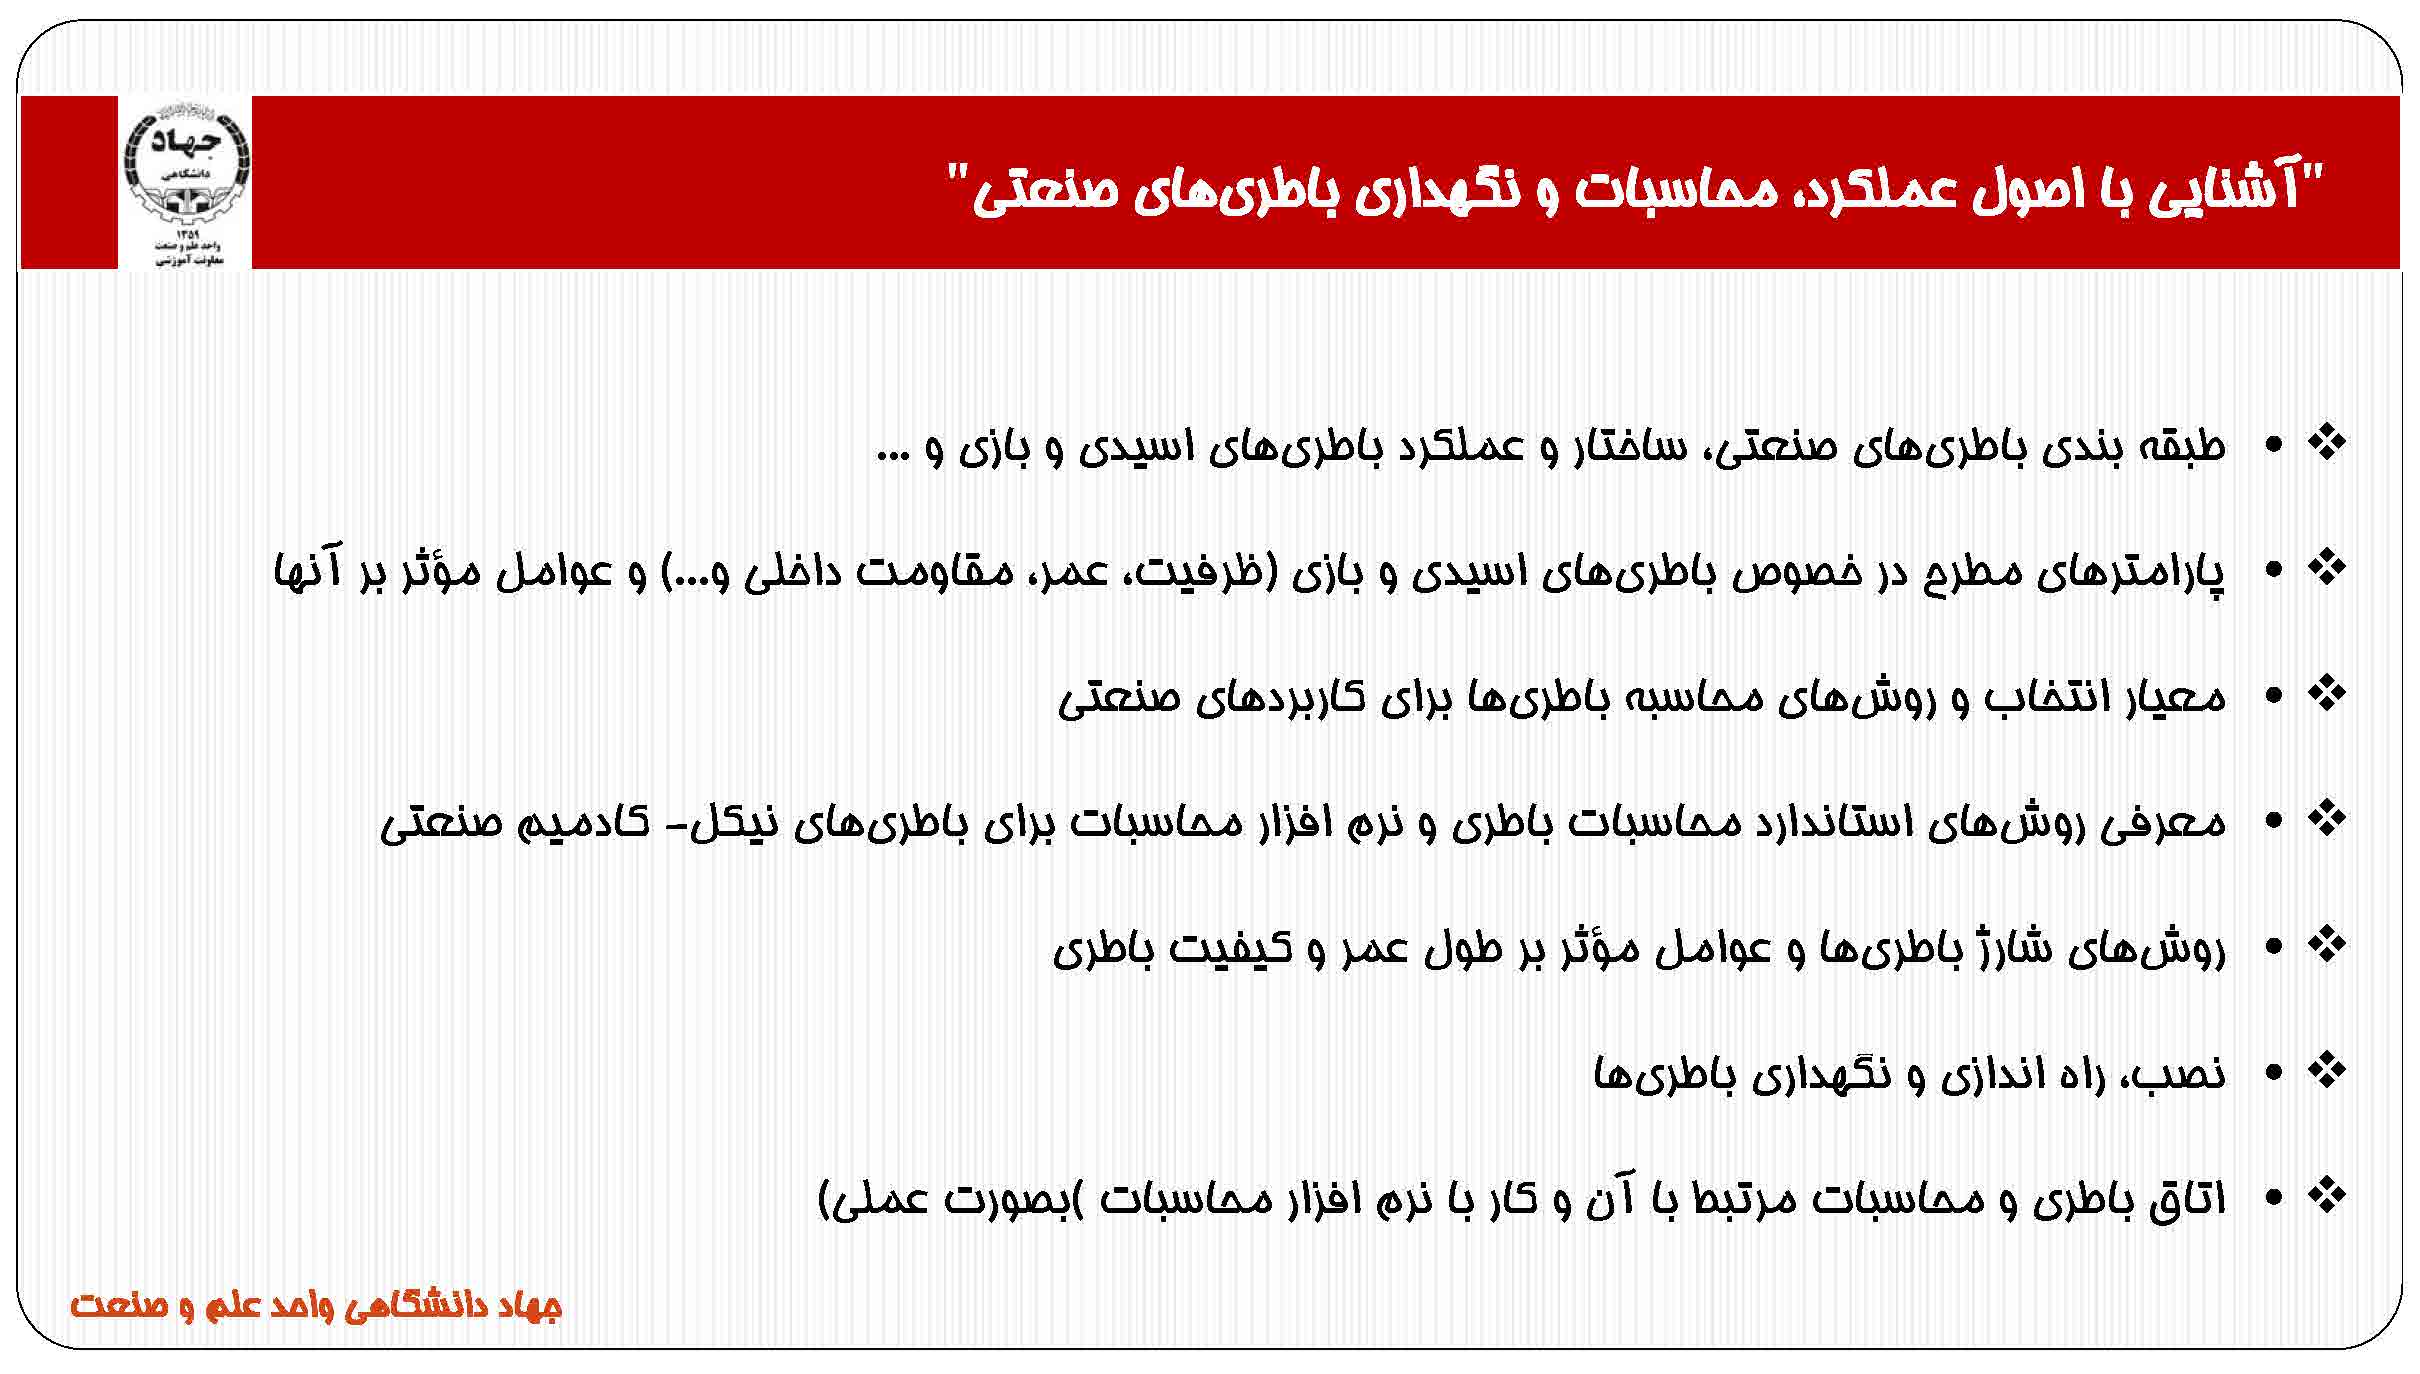 جهاد
دانشگاهی
۱۳۵۹
واحد علم و صنعت
معاونت آموزشی
"آشنایی با اصول عملکرد، محاسبات و نگهداری باطری‌های صنعتی"
❖ • طبقه بندی باطری‌های صنعتی، ساختار و عملکرد باطری‌های اسیدی و بازی و ...
❖ • پارامترهای مطرح در خصوص باطری‌های اسیدی و بازی (ظرفیت، عمر، مقاومت داخلی و...) و عوامل مؤثر بر آنها
❖ • معیار انتخاب و روش‌های محاسبه باطری‌ها برای کاربردهای صنعتی
❖ • معرفی روش‌های استاندارد محاسبات باطری و نرم افزار محاسبات برای باطری‌های نیکل- کادمیم صنعتی
❖ • روش‌های شارژ باطری‌ها و عوامل مؤثر بر طول عمر و کیفیت باطری
❖ • نصب، راه اندازی و نگهداری باطری‌ها
❖ • اتاق باطری و محاسبات مرتبط با آن و کار با نرم افزار محاسبات )بصورت عملی)
جهاد دانشگاهی واحد علم و صنعت